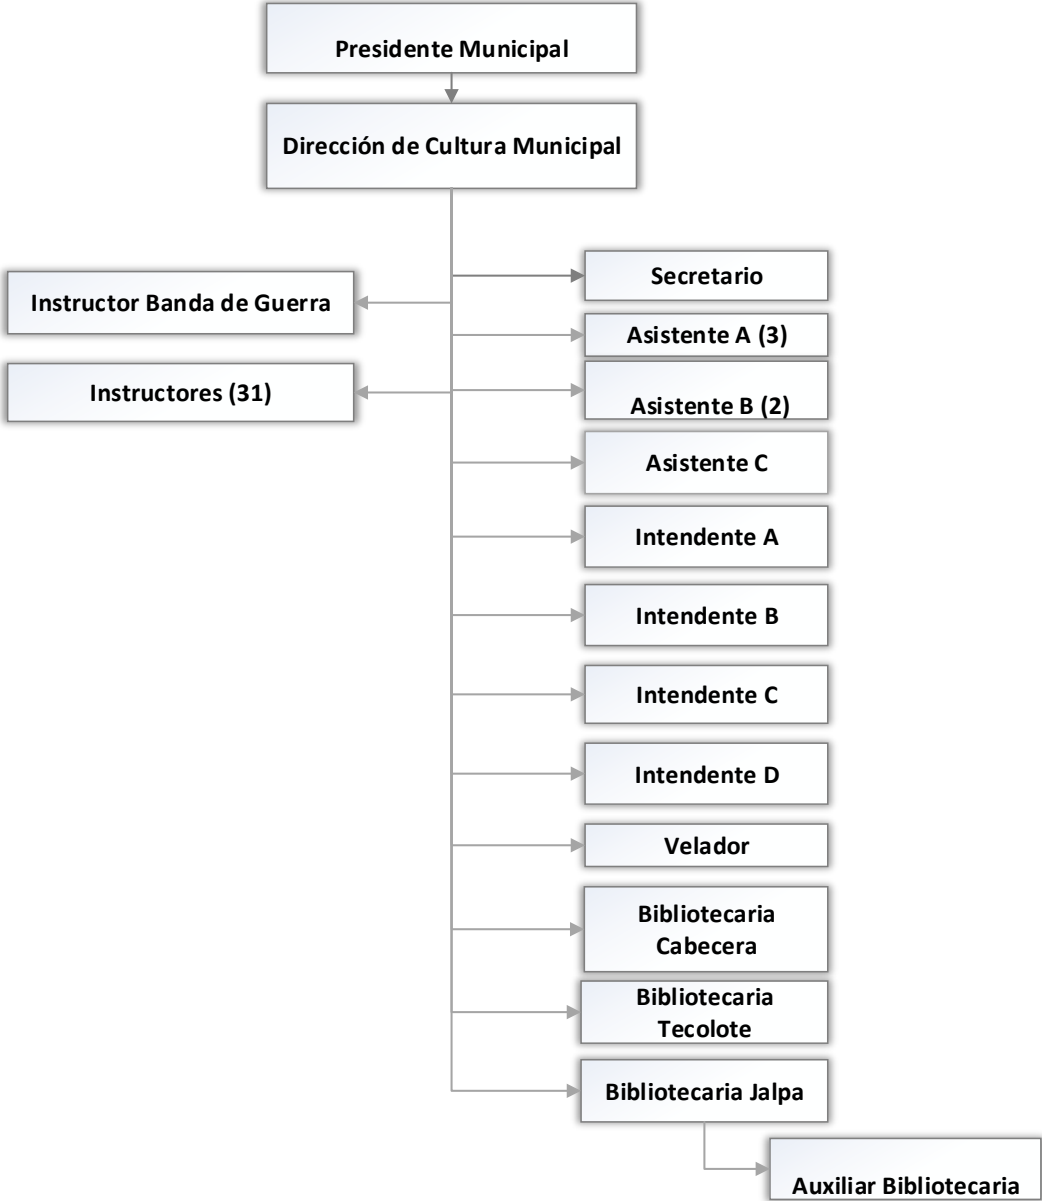 Presidente Municipal
Dirección de Cultura Municipal
Secretario
Instructor Banda de Guerra
Asistente A (3)
Instructores (31)
Asistente B (2)
Asistente C
Intendente A
Intendente B
Intendente C
Intendente D
Velador
Bibliotecaria
Cabecera
Bibliotecaria
Tecolote
Bibliotecaria Jalpa
Auxiliar Bibliotecaria